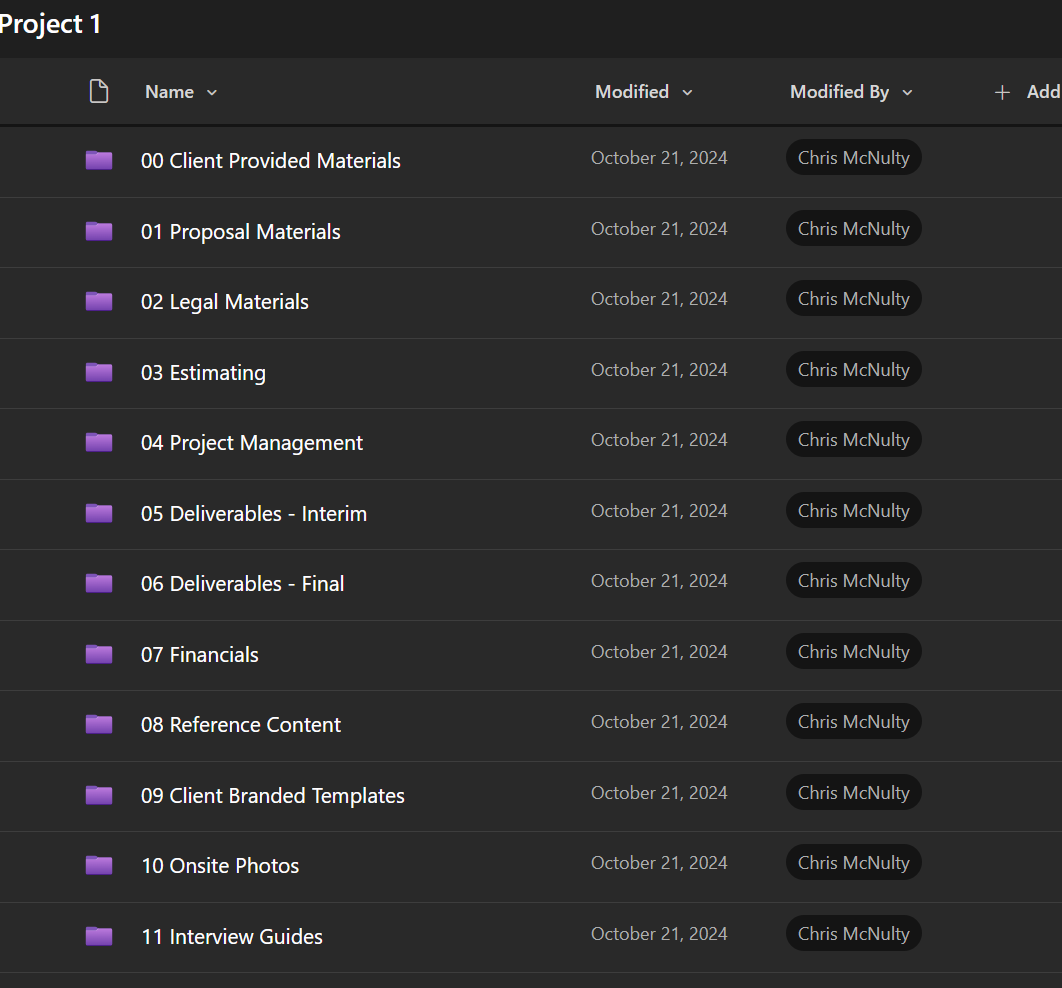 Project 1
Name Modified Modified By + Add
00 Client Provided Materials October 21, 2024 Chris McNulty
01 Proposal Materials October 21, 2024 Chris McNulty
02 Legal Materials October 21, 2024 Chris McNulty
03 Estimating October 21, 2024 Chris McNulty
04 Project Management October 21, 2024 Chris McNulty
05 Deliverables - Interim October 21, 2024 Chris McNulty
06 Deliverables - Final October 21, 2024 Chris McNulty
07 Financials October 21, 2024 Chris McNulty
08 Reference Content October 21, 2024 Chris McNulty
09 Client Branded Templates October 21, 2024 Chris McNulty
10 Onsite Photos October 21, 2024 Chris McNulty
11 Interview Guides October 21, 2024 Chris McNulty